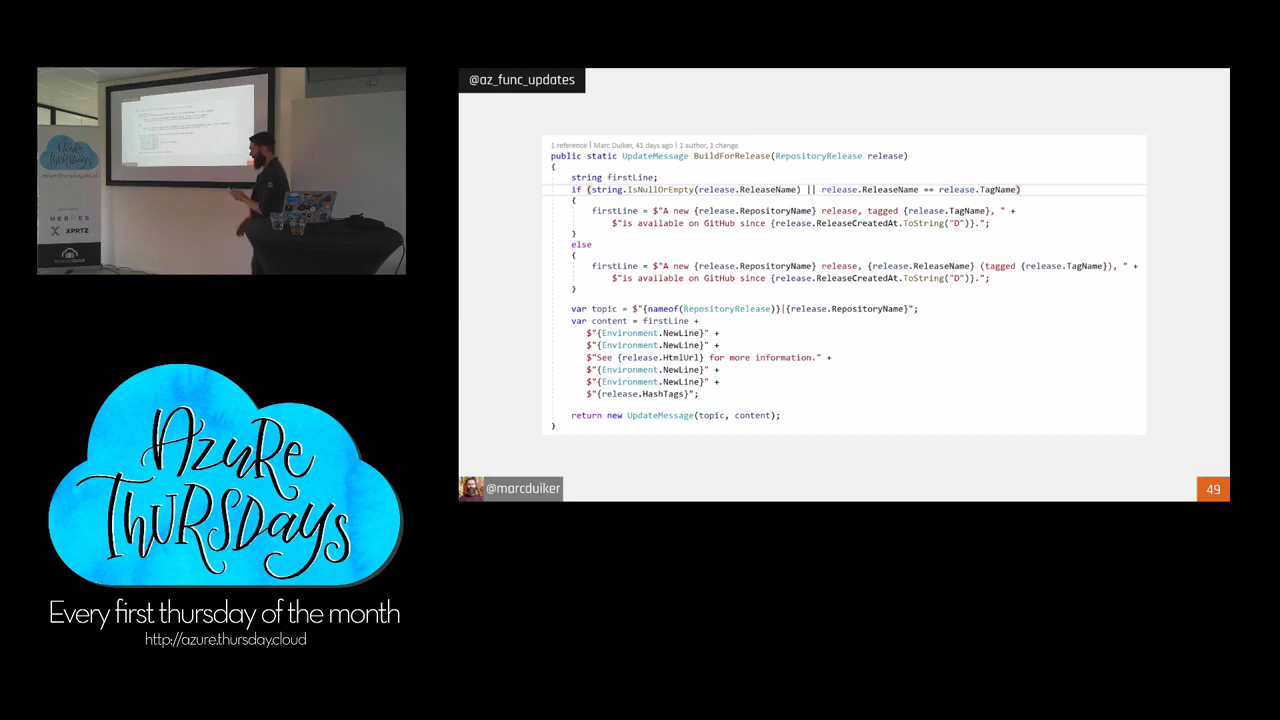 @az_func_updates
1 reference | Marc Duiker, 41 days ago | 1 author, 1 change
public static UpdateMessage BuildForRelease(RepositoryRelease release)
{
string firstLine;
if (string.IsNullOrEmpty(release.ReleaseName) || release.ReleaseName == release.TagName)
{
firstLine = $"A new {release.RepositoryName} release, tagged {release.TagName}, " +
$"is available on GitHub since {release.ReleaseCreatedAt.ToString("D")}.";
}
else
{
firstLine = $"A new {release.RepositoryName} release, {release.ReleaseName} (tagged {release.TagName}), " +
$"is available on GitHub since {release.ReleaseCreatedAt.ToString("D")}.";
}
var topic = $"{nameof(RepositoryRelease)}|{release.RepositoryName}";
var content = firstLine +
$"{Environment.NewLine}" +
$"{Environment.NewLine}" +
$"See {release.HtmlUrl} for more information." +
$"{Environment.NewLine}" +
$"{Environment.NewLine}" +
$"{release.HashTags}";
return new UpdateMessage(topic, content);
}
@marcduiker
49
AZURE
THURSDAYS
HEROES
XPRTZ
AZURE
THURSDAYS
Every first thursday of the month
http://azure.thursday.cloud